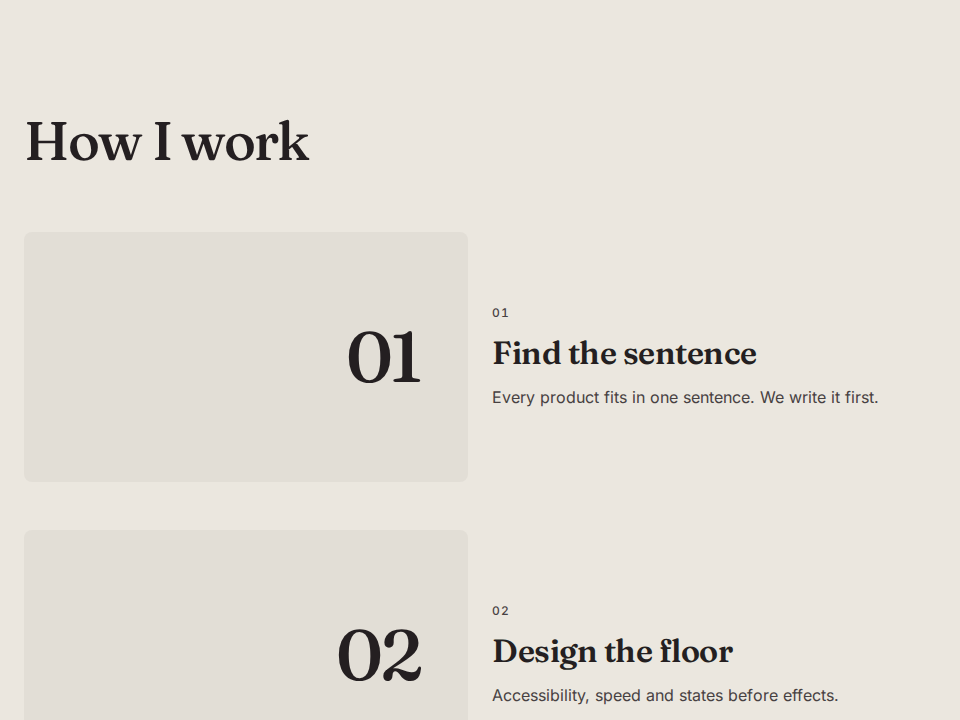 How I work
01
01
Find the sentence
Every product fits in one sentence. We write it first.
02
02
Design the floor
Accessibility, speed and states before effects.